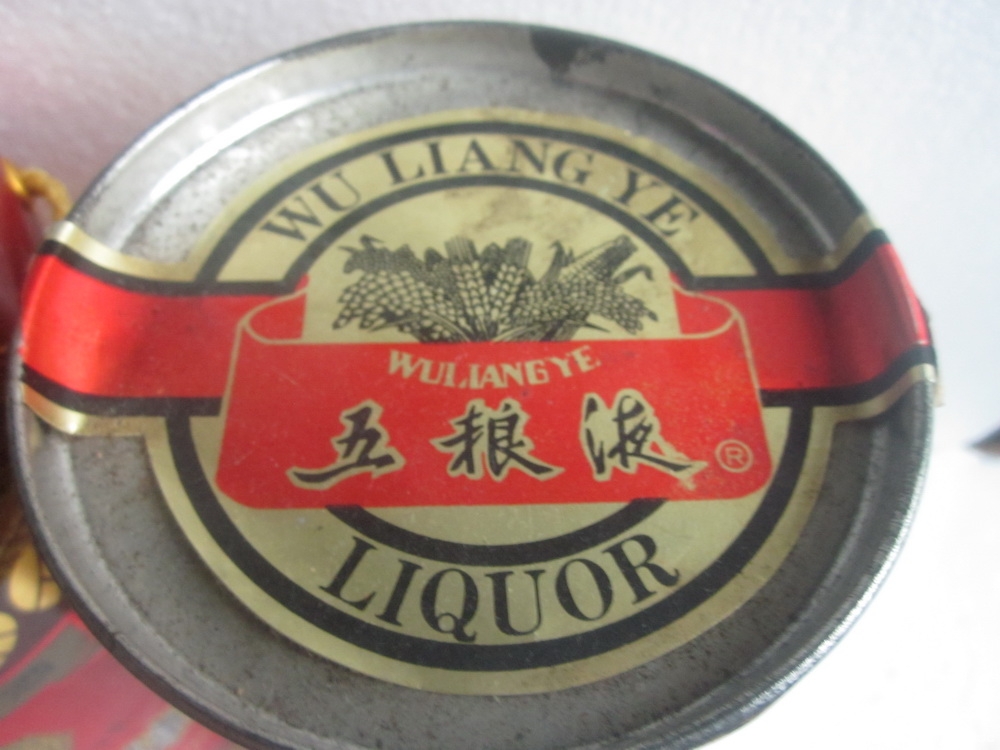 WU LIANG YE
WULIANGYE
五粮液 ®
LIQUOR